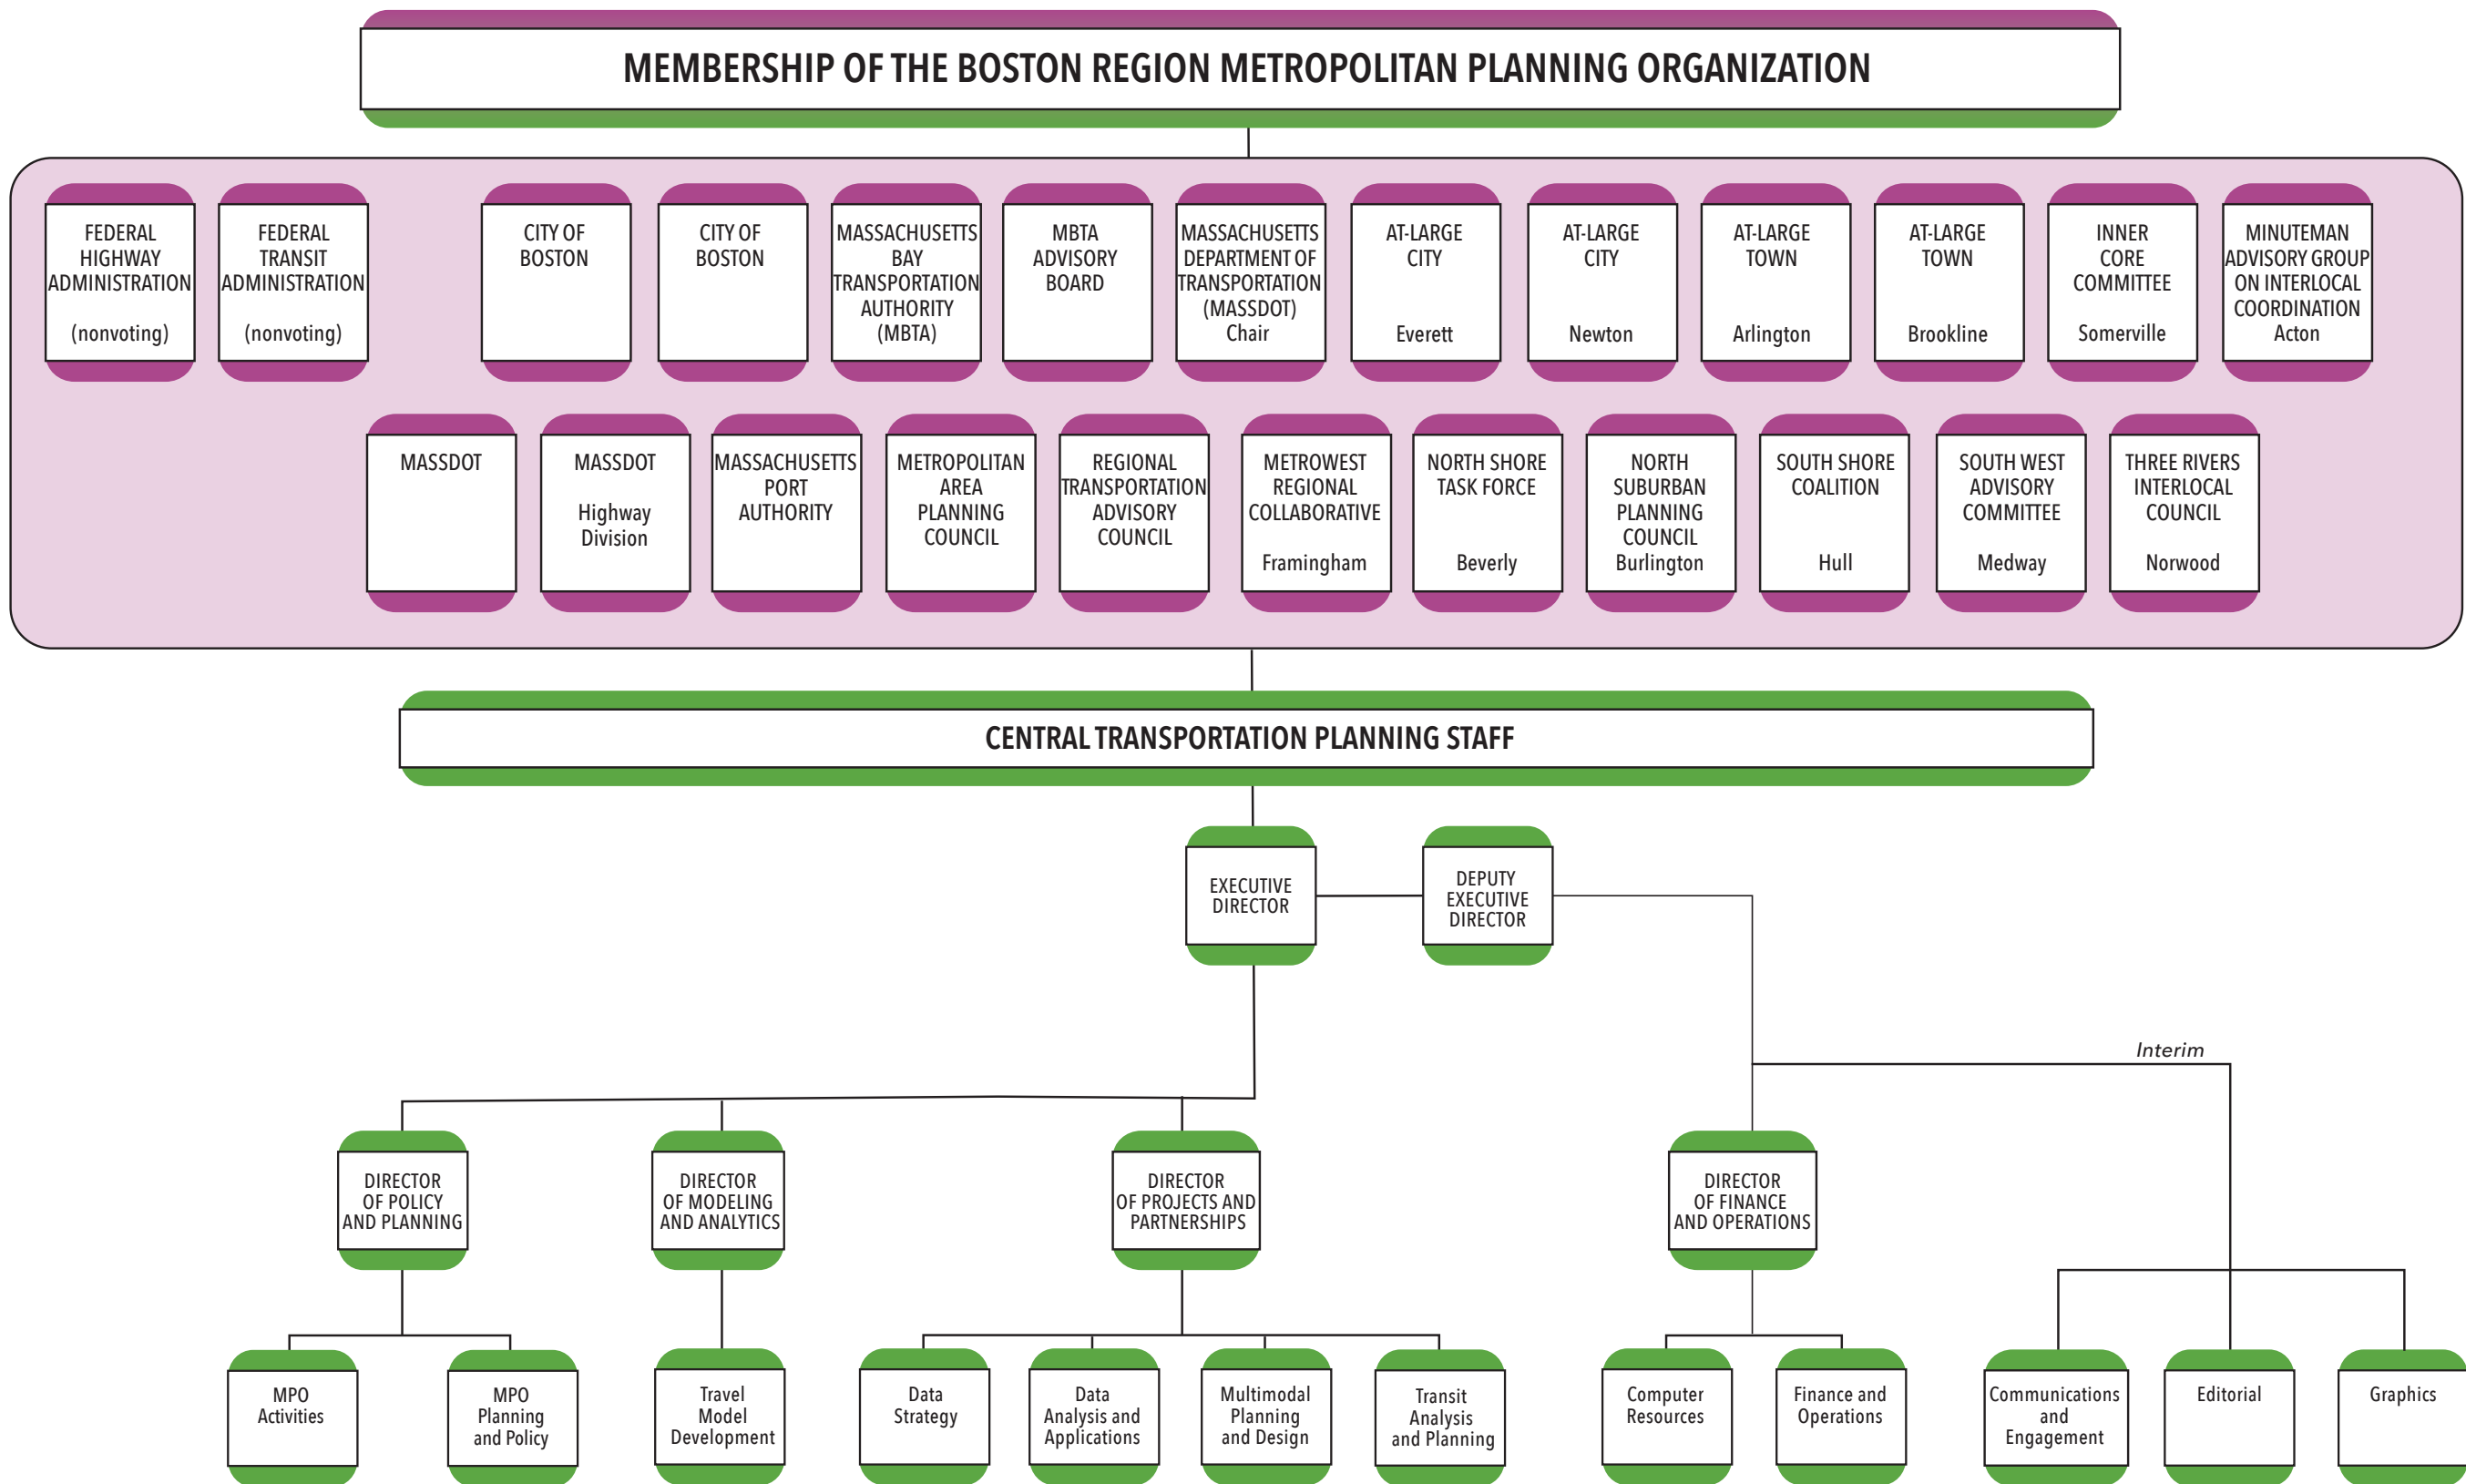 MEMBERSHIP OF THE BOSTON REGION METROPOLITAN PLANNING ORGANIZATION
FEDERAL
HIGHWAY
ADMINISTRATION
(nonvoting)
FEDERAL
TRANSIT
ADMINISTRATION
(nonvoting)
CITY OF
BOSTON
CITY OF
BOSTON
MASSACHUSETTS
BAY
TRANSPORTATION
AUTHORITY
(MBTA)
MBTA
ADVISORY
BOARD
MASSACHUSETTS
DEPARTMENT OF
TRANSPORTATION
(MASSDOT)
Chair
AT-LARGE
CITY
Everett
AT-LARGE
CITY
Newton
AT-LARGE
TOWN
Arlington
AT-LARGE
TOWN
Brookline
INNER
CORE
COMMITTEE
Somerville
MINUTEMAN
ADVISORY GROUP
ON INTERLOCAL
COORDINATION
Acton
MASSDOT
MASSDOT
Highway
Division
MASSACHUSETTS
PORT
AUTHORITY
METROPOLITAN
AREA
PLANNING
COUNCIL
REGIONAL
TRANSPORTATION
ADVISORY
COUNCIL
METROWEST
REGIONAL
COLLABORATIVE
Framingham
NORTH SHORE
TASK FORCE
Beverly
NORTH
SUBURBAN
PLANNING
COUNCIL
Burlington
SOUTH SHORE
COALITION
Hull
SOUTH WEST
ADVISORY
COMMITTEE
Medway
THREE RIVERS
INTERLOCAL
COUNCIL
Norwood
CENTRAL TRANSPORTATION PLANNING STAFF
EXECUTIVE
DIRECTOR
DEPUTY
EXECUTIVE
DIRECTOR
Interim
DIRECTOR
OF POLICY
AND PLANNING
DIRECTOR
OF MODELING
AND ANALYTICS
DIRECTOR
OF PROJECTS AND
PARTNERSHIPS
DIRECTOR
OF FINANCE
AND OPERATIONS
MPO
Activities
MPO
Planning
and Policy
Travel
Model
Development
Data
Strategy
Data
Analysis and
Applications
Multimodal
Planning
and Design
Transit
Analysis
and Planning
Computer
Resources
Finance and
Operations
Communications
and
Engagement
Editorial
Graphics